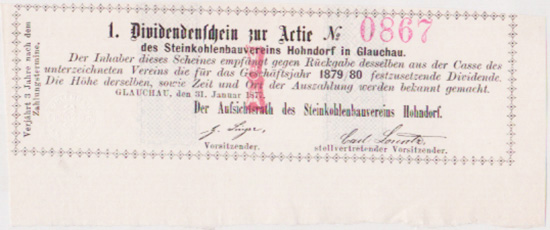 Verjährt 3 Jahre nach dem
Zahlungstermine.
1. Dividendenschein zur Actie № 0867
des Steinkohlenbauvereins Hohndorf in Glauchau.
Der Inhaber dieses Scheines empfängt gegen Rückgabe desselben aus der Casse des
unterzeichneten Vereins die für das Geschäftsjahr 1879/80 festzusetzende Dividende.
Die Höhe derselben, sowie Zeit und Ort der Auszahlung werden bekannt gemacht.
GLAUCHAU, den 31. Januar 187
Der Aufsichtsrath des Steinkohlenbauvereins Hohndorf.
Vorsitzender.
stellvertretender Vorsitzender.